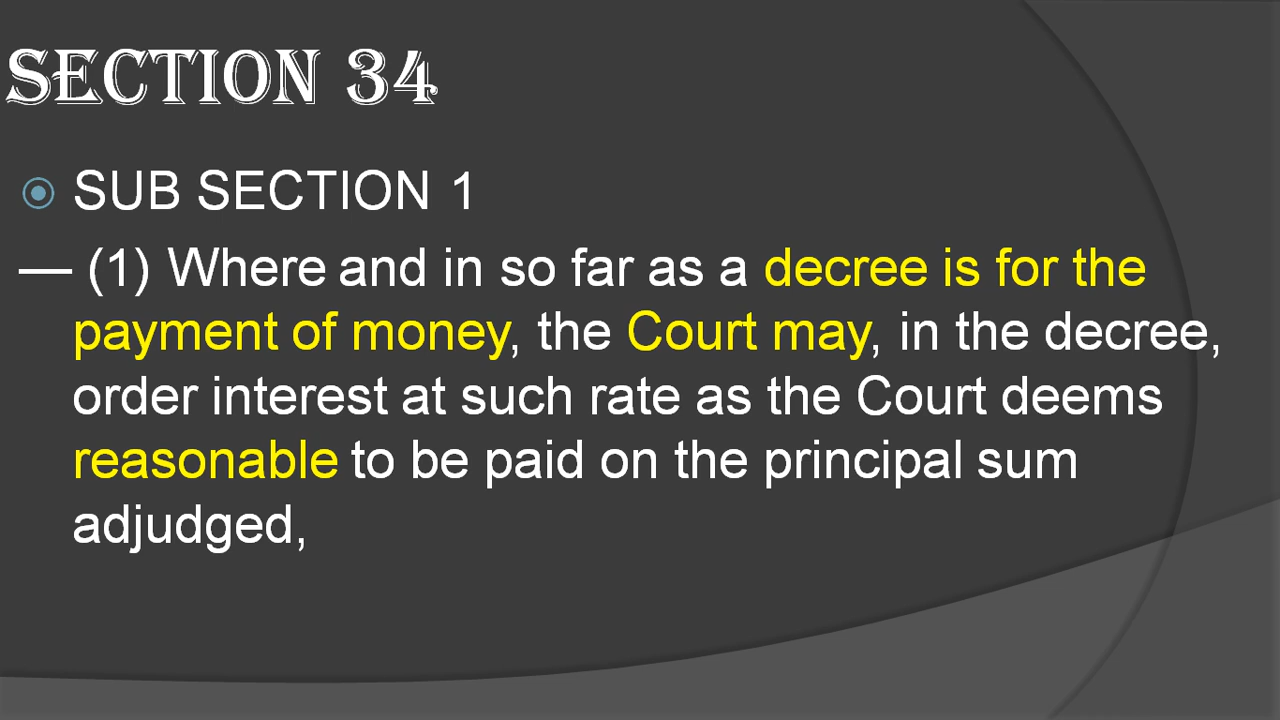 SECTION 34
SUB SECTION 1
— (1) Where and in so far as a decree is for the
payment of money, the Court may, in the decree,
order interest at such rate as the Court deems
reasonable to be paid on the principal sum
adjudged,